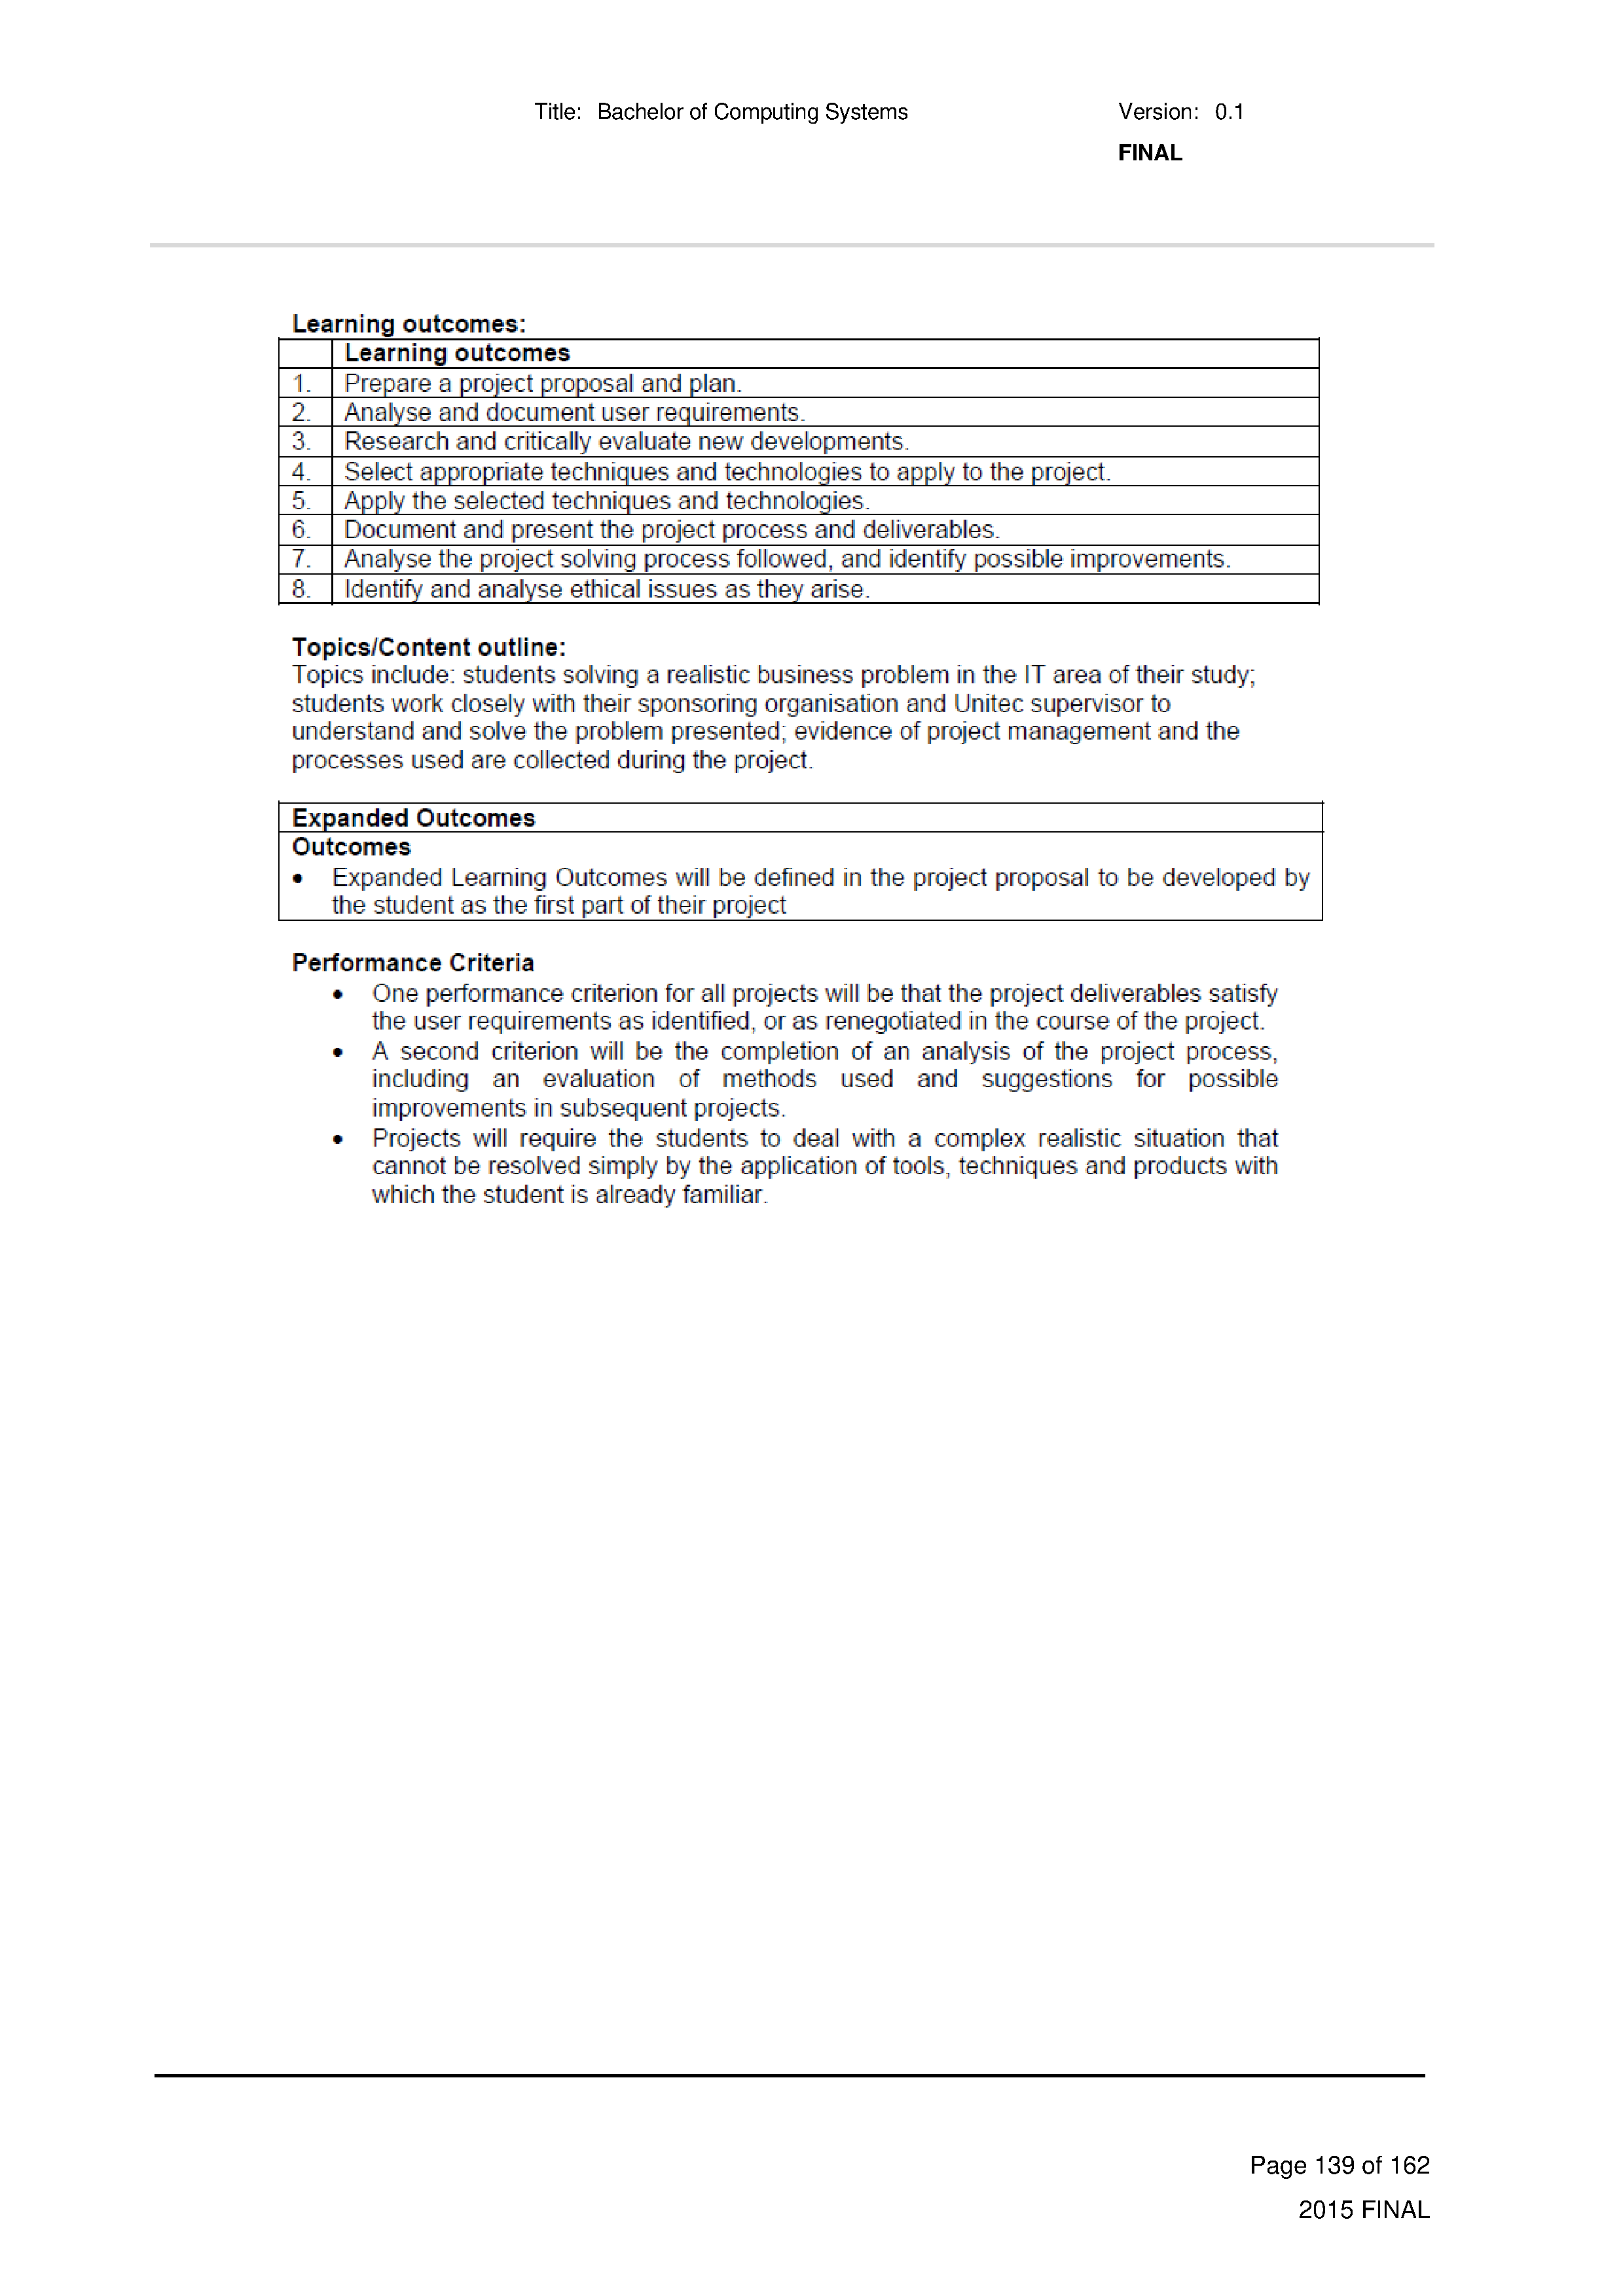 Title: Bachelor of Computing Systems Version: 0.1
FINAL
Learning outcomes:
Learning outcomes
1. Prepare a project proposal and plan.
2. Analyse and document user requirements.
3. Research and critically evaluate new developments.
4. Select appropriate techniques and technologies to apply to the project.
5. Apply the selected techniques and technologies.
6. Document and present the project process and deliverables.
7. Analyse the project solving process followed, and identify possible improvements.
8. Identify and analyse ethical issues as they arise.
Topics/Content outline:
Topics include: students solving a realistic business problem in the IT area of their study;
students work closely with their sponsoring organisation and Unitec supervisor to
understand and solve the problem presented; evidence of project management and the
processes used are collected during the project.
Expanded Outcomes
Outcomes
• Expanded Learning Outcomes will be defined in the project proposal to be developed by
the student as the first part of their project
Performance Criteria
• One performance criterion for all projects will be that the project deliverables satisfy
the user requirements as identified, or as renegotiated in the course of the project.
• A second criterion will be the completion of an analysis of the project process,
including an evaluation of methods used and suggestions for possible
improvements in subsequent projects.
• Projects will require the students to deal with a complex realistic situation that
cannot be resolved simply by the application of tools, techniques and products with
which the student is already familiar.
Page 139 of 162
2015 FINAL